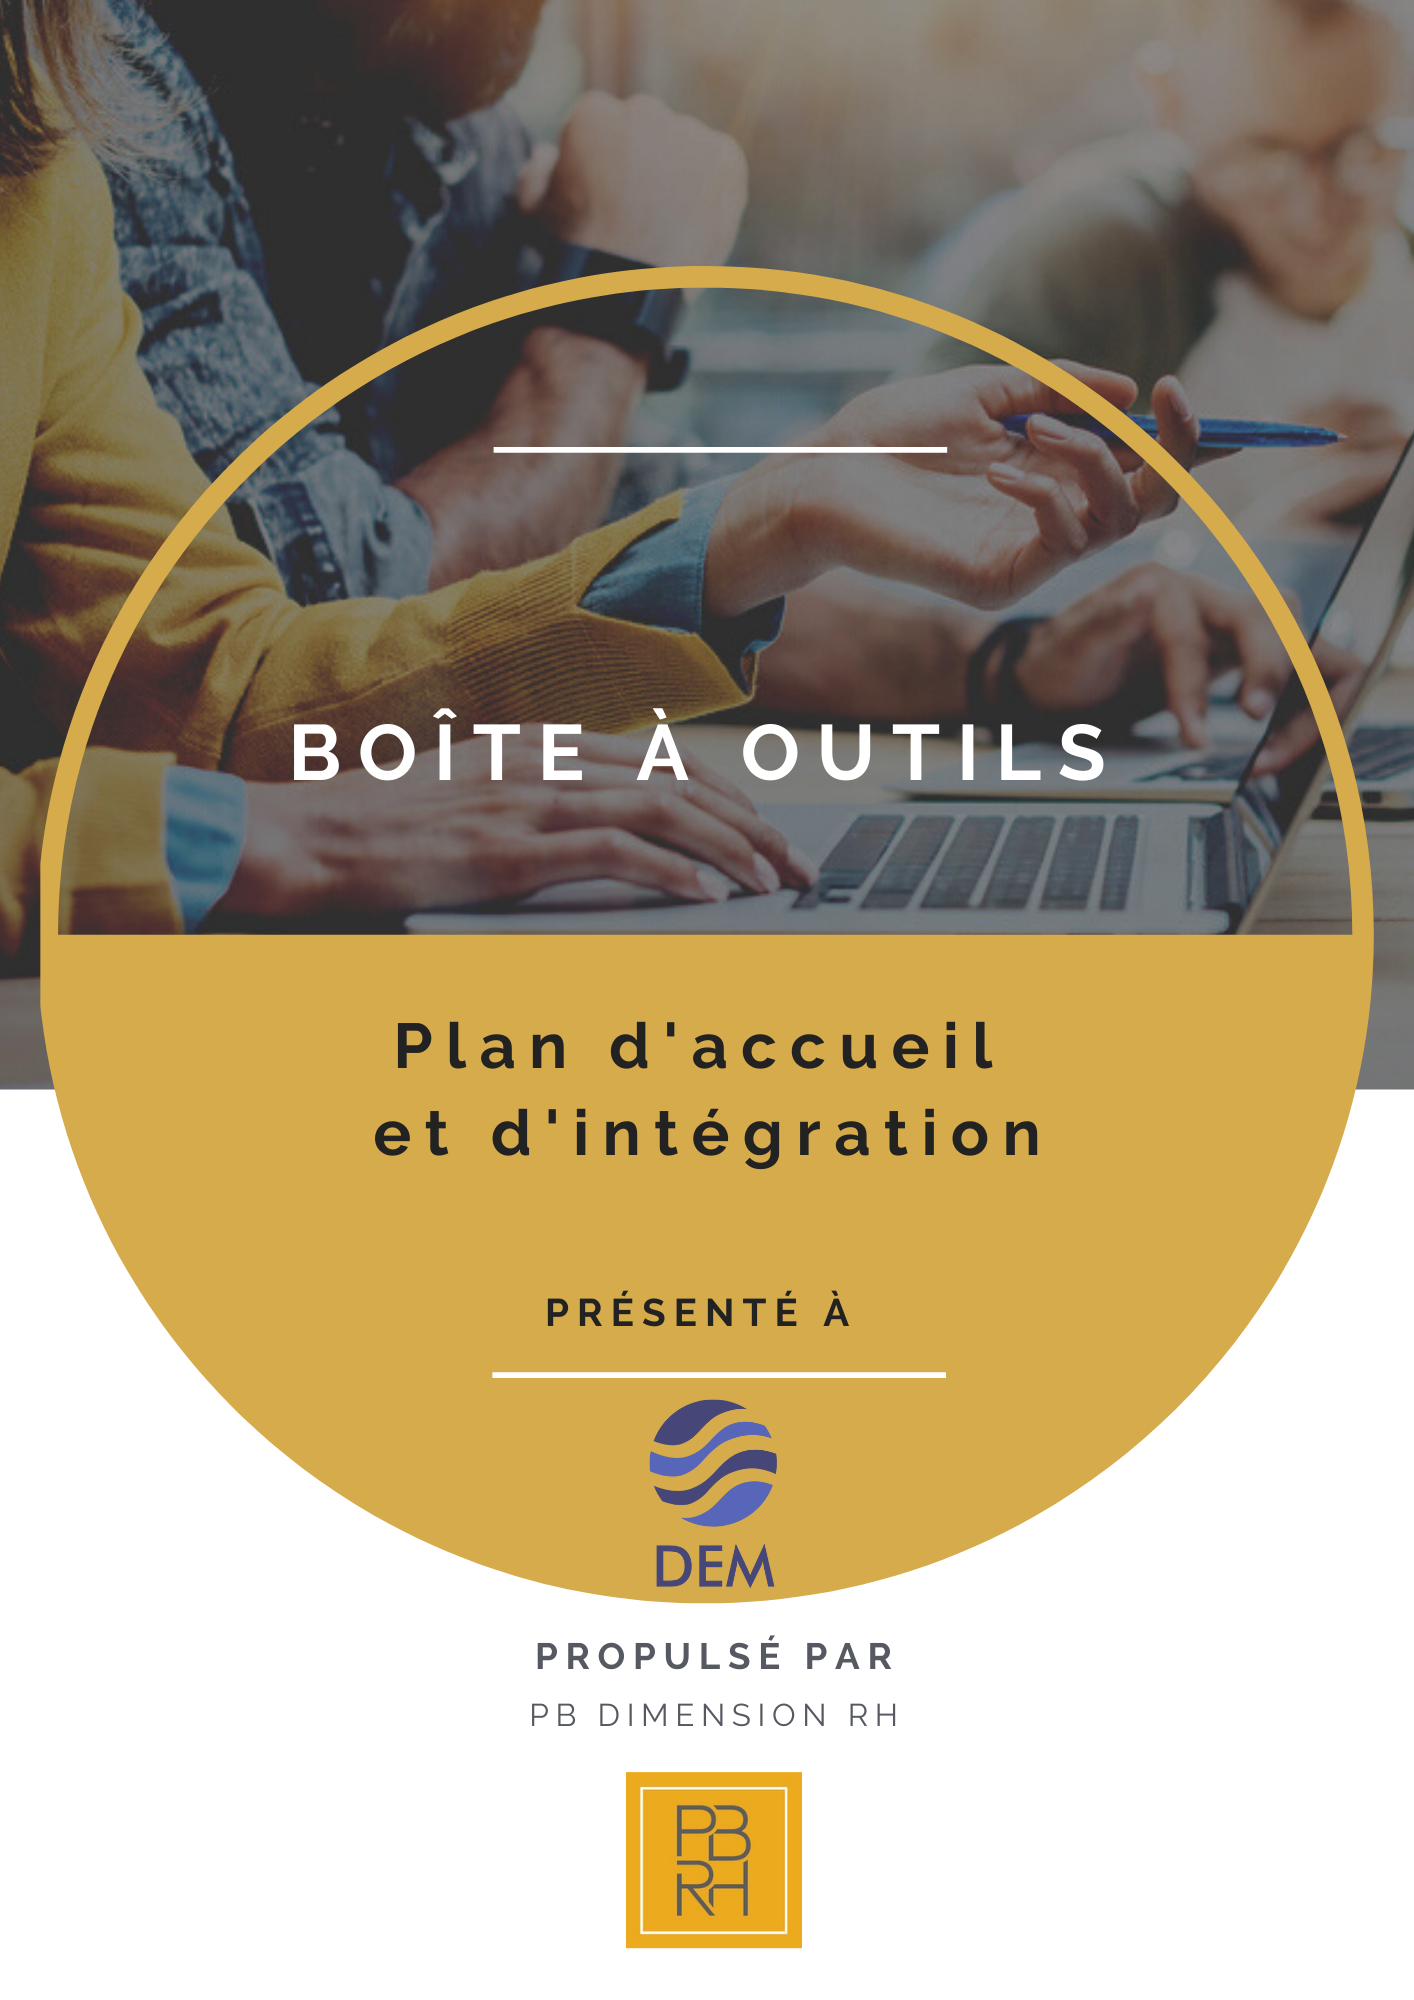 BOÎTE À OUTILS
Plan d'accueil
et d'intégration
PRÉSENTÉ À
DEM
PROPULSÉ PAR
PB DIMENSION RH
PB
RH